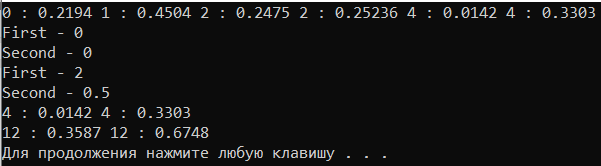 0 : 0.2194 1 : 0.4504 2 : 0.2475 2 : 0.25236 4 : 0.0142 4 : 0.3303
First - 0
Second - 0
First - 2
Second - 0.5
4 : 0.0142 4 : 0.3303
12 : 0.3587 12 : 0.6748
Для продолжения нажмите любую клавишу . . .